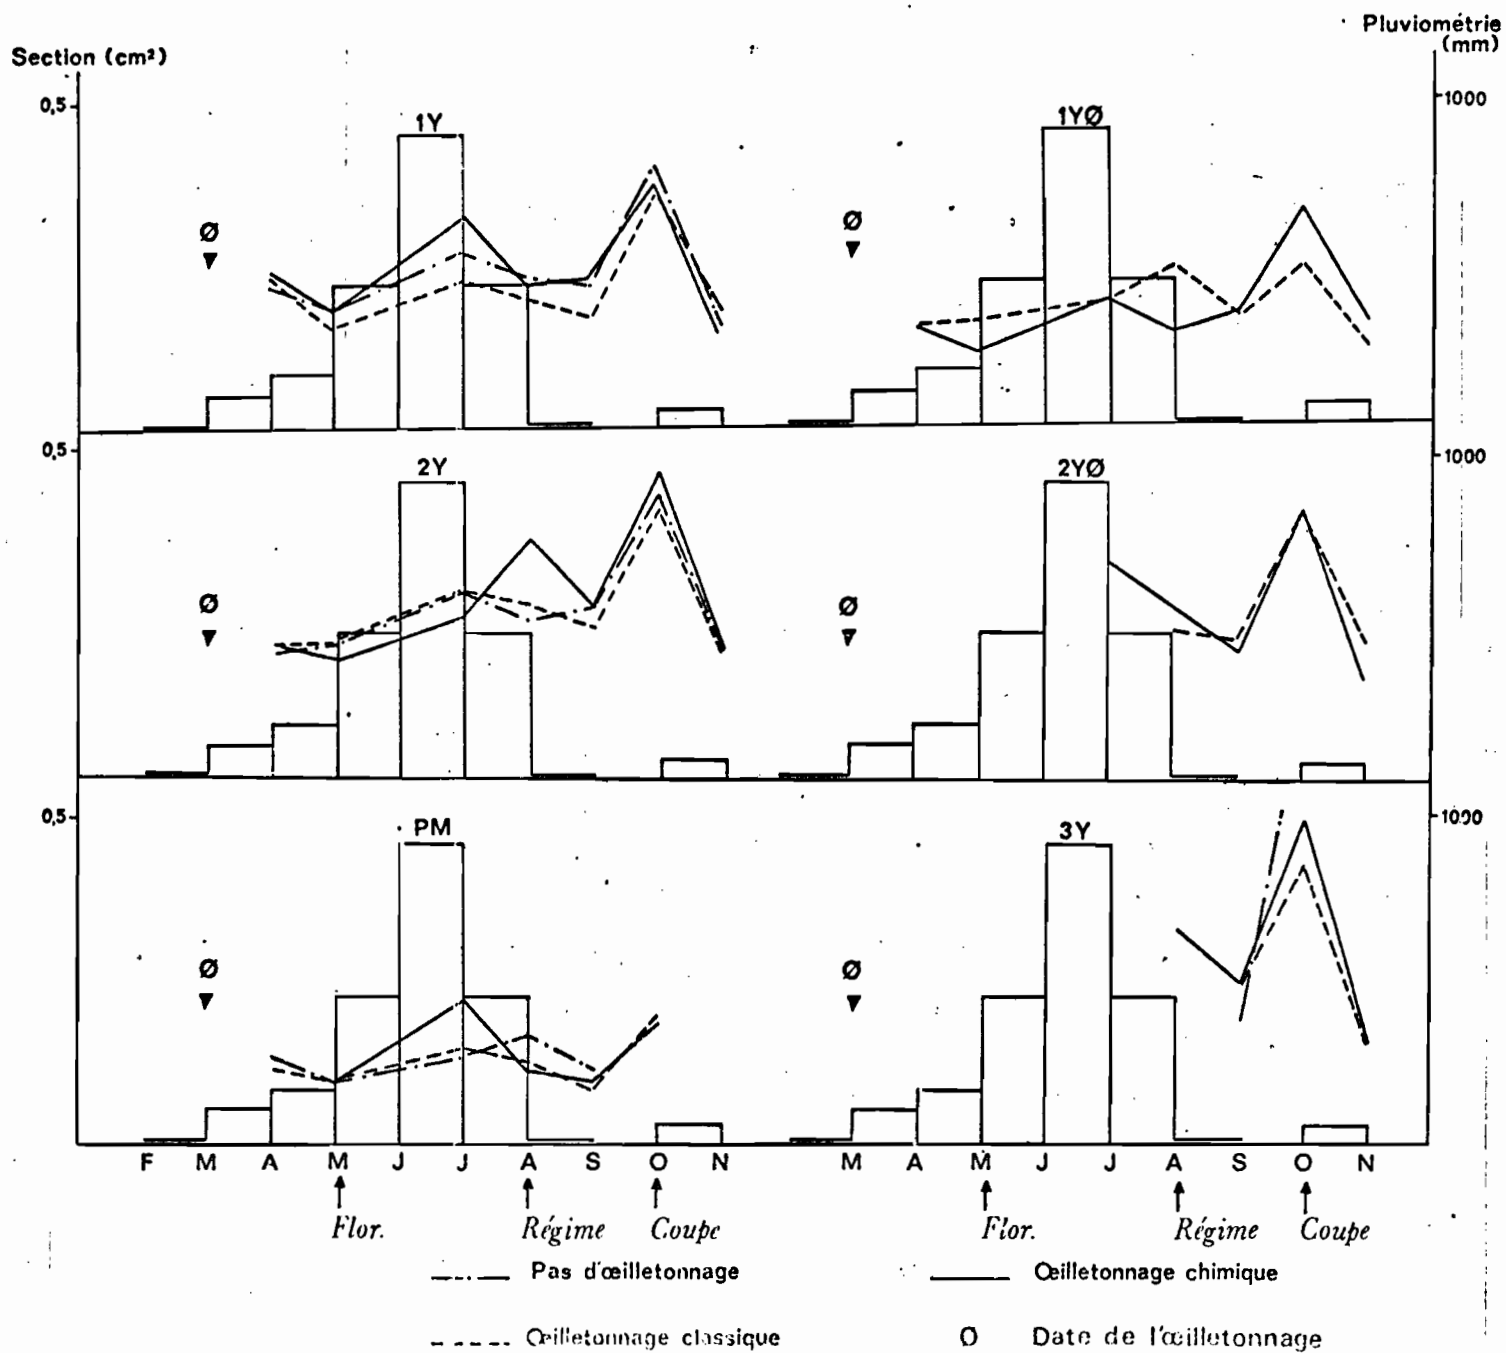 Section (cm²)
Pluviométrie
(mm)
0,5
1000
1Y
1YØ
Ø
Ø
0,5
1000
2Y
2YØ
Ø
Ø
0,5
1000
PM
3Y
Ø
Ø
F M A M J J A S O N
M A M J J A S O N
Flor. Régime Coupe
Flor. Régime Coupe
Pas d'œilletonnage
Œilletonnage chimique
Œilletonnage classique
Ø Date de l'œilletonnage